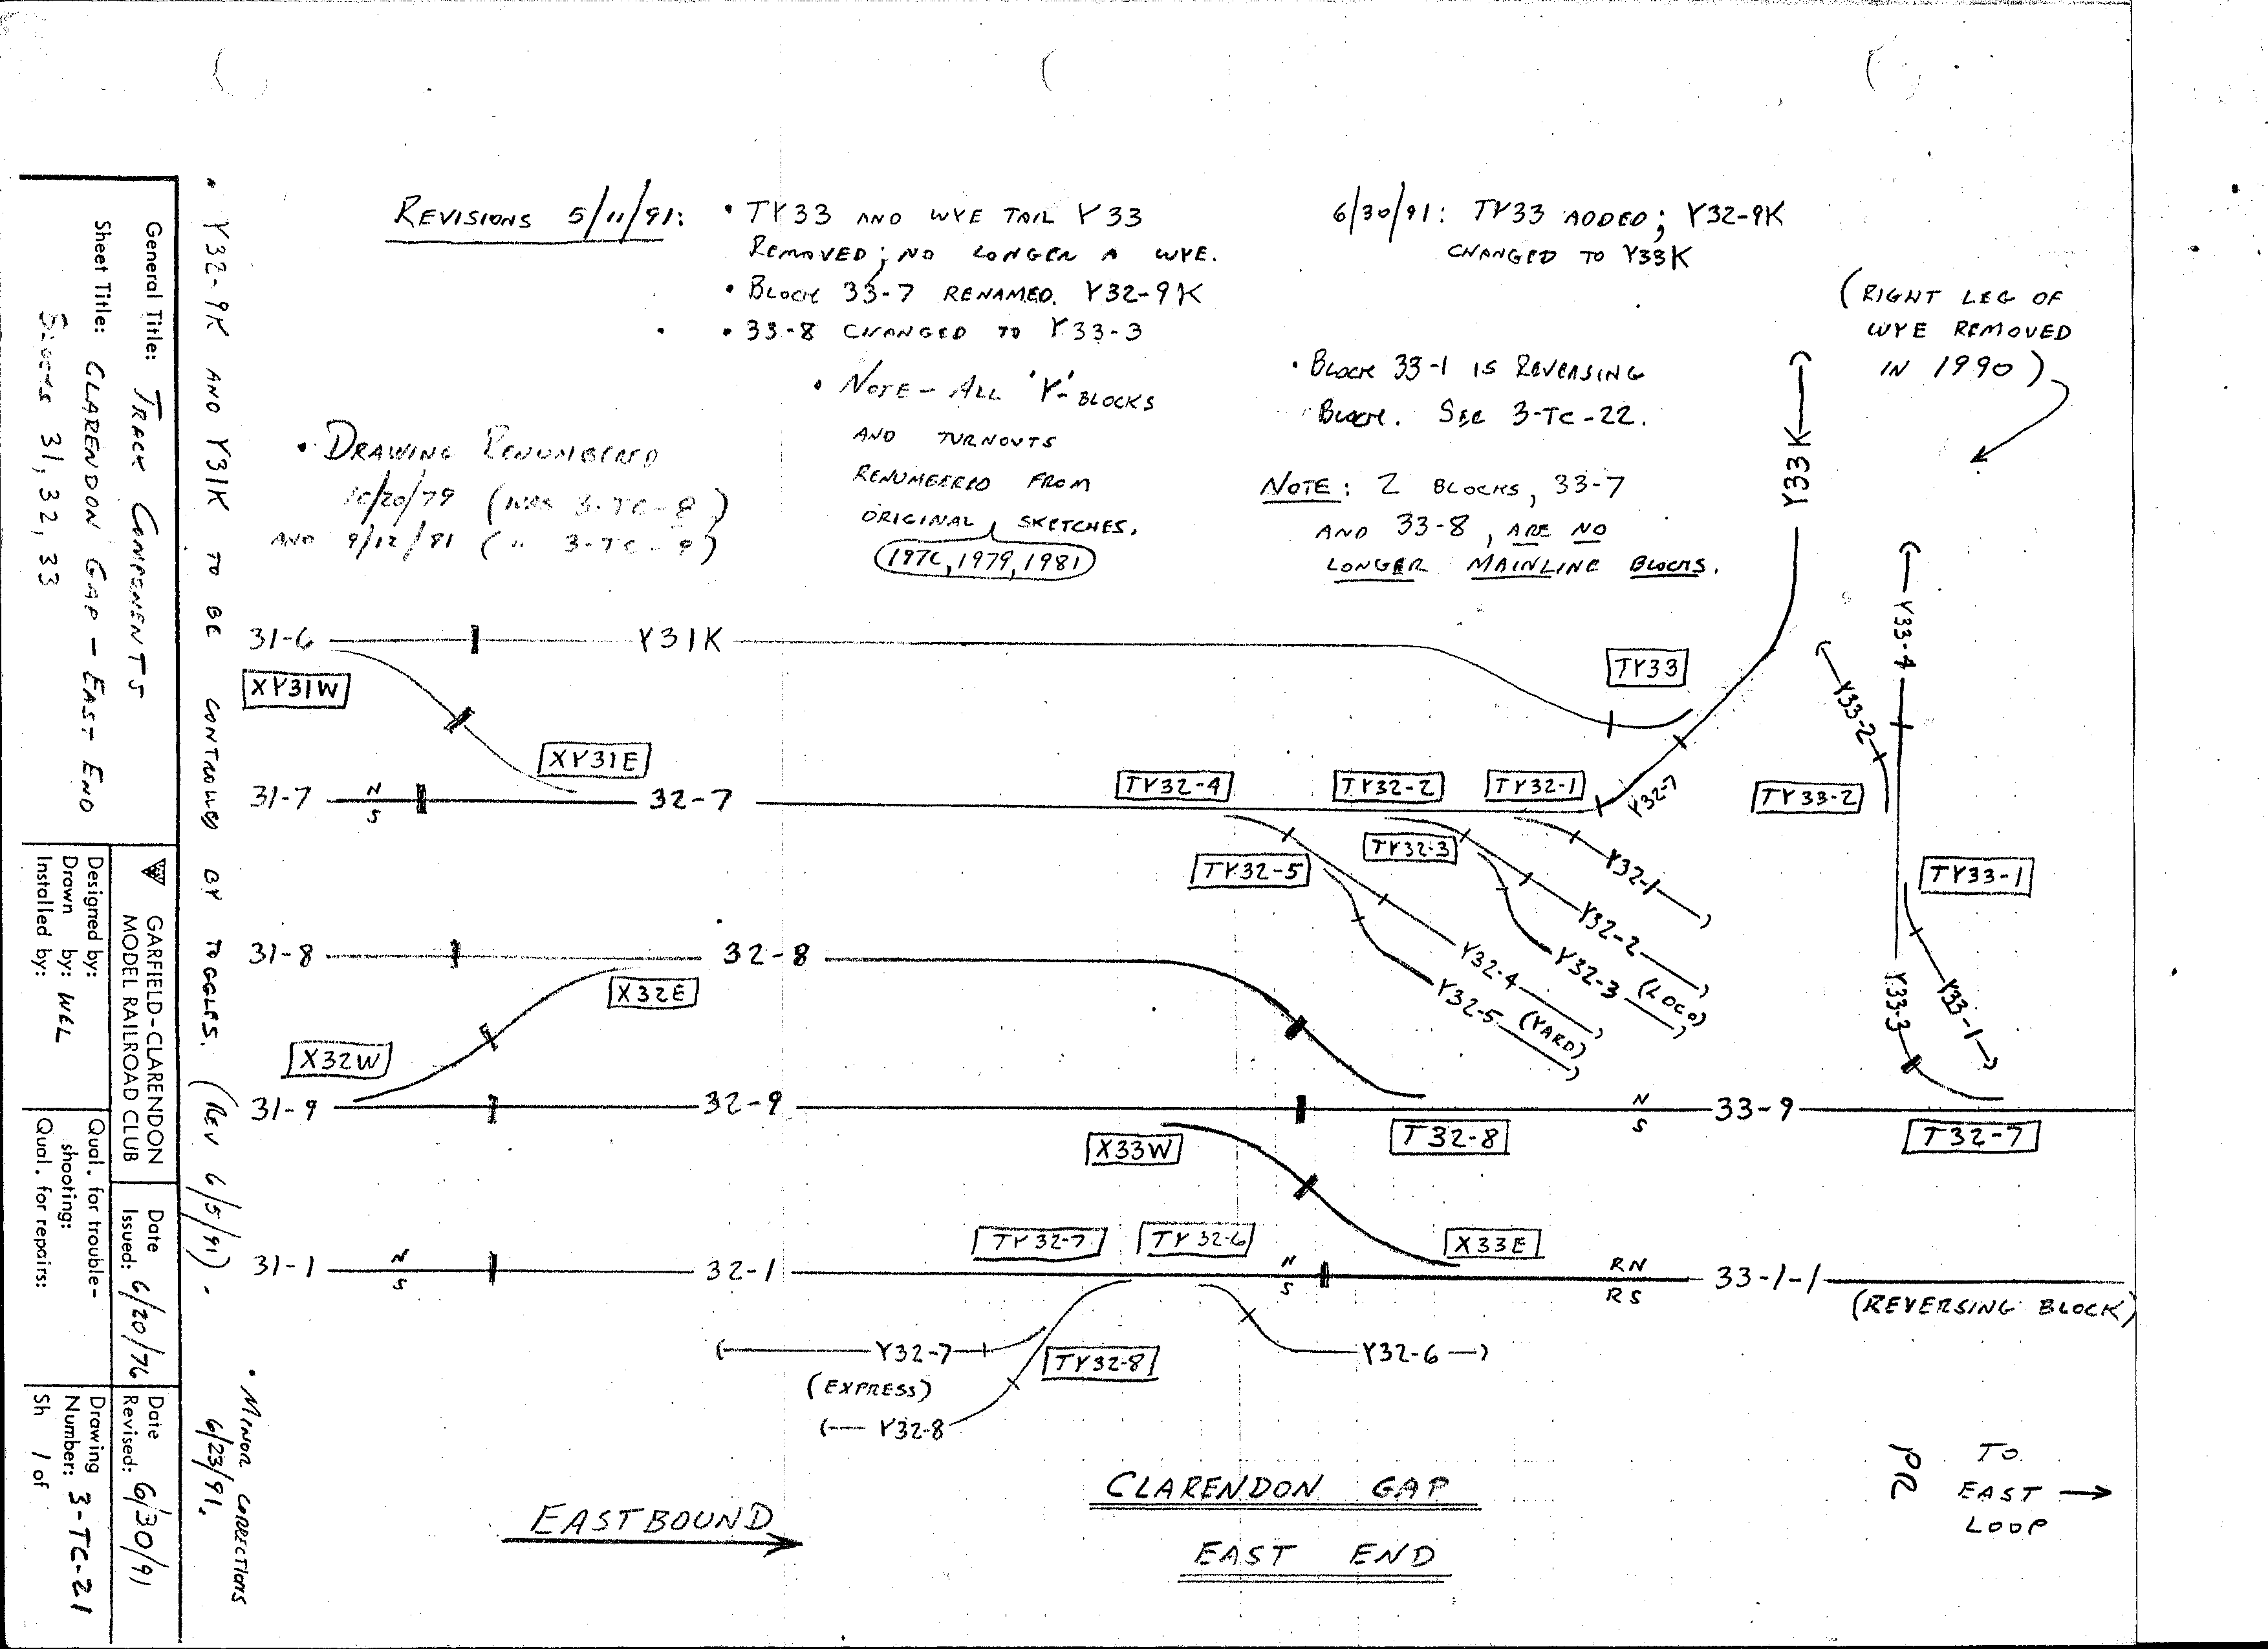 REVISIONS 5/11/91:
• TY33 AND WYE TAIL Y33
REMOVED; NO LONGER A WYE.
• BLOCK 33-7 RENAMED. Y32-9K
• 33-8 CHANGED TO Y33-3
• NOTE - ALL 'Y'- BLOCKS
AND TURNOUTS
RENUMBERED FROM
ORIGINAL SKETCHES.
1976, 1979, 1981
6/30/91: TY33 ADDED; Y32-9K
CHANGED TO Y33K
(RIGHT LEG OF
WYE REMOVED
IN 1990)
• BLOCK 33-1 IS REVERSING
BLOCK. SEE 3-TC-22.
NOTE: 2 BLOCKS, 33-7
AND 33-8, ARE NO
LONGER MAINLINE BLOCKS.
• DRAWING RENUMBERED
10/20/79 (WAS 3-TC-8)
AND 9/12/81 (" 3-TC-9)
Y33K
Y33-4
Y33-2
31-6
Y31K
TY33
XY31W
XY31E
31-7
N
S
32-7
TY32-4
TY32-2
TY32-1
Y32-7
TY33-2
TY32-5
TY32-3
Y32-1
TY33-1
31-8
32-8
Y32-2
Y32-4
Y32-3 (LOCO)
Y32-5 (YARD)
Y33-3
Y33-1
X32E
X32W
31-9
32-9
N
S
33-9
X33W
T32-8
T32-7
TY32-7
TY32-6
X33E
31-1
N
S
32-1
N
S
RN
RS
33-1-1
(REVERSING BLOCK)
Y32-7
(EXPRESS)
TY32-8
Y32-6
Y32-8
EASTBOUND
CLARENDON GAP
EAST END
TO
EAST
LOOP
• Y32-9K AND Y31K TO BE CONTROLLED BY TOGGLES. (REV 6/5/91).
• MINOR CORRECTIONS
6/23/91.
General Title: TRACK COMPONENTS
Sheet Title: CLARENDON GAP - EAST END
BLOCKS 31, 32, 33
GARFIELD-CLARENDON
MODEL RAILROAD CLUB
Designed by:
Drawn by: WEL
Installed by:
Qual. for trouble-
shooting:
Qual. for repairs:
Date
Issued: 6/20/76
Date
Revised: 6/30/91
Drawing
Number: 3-TC-21
Sh 1 of